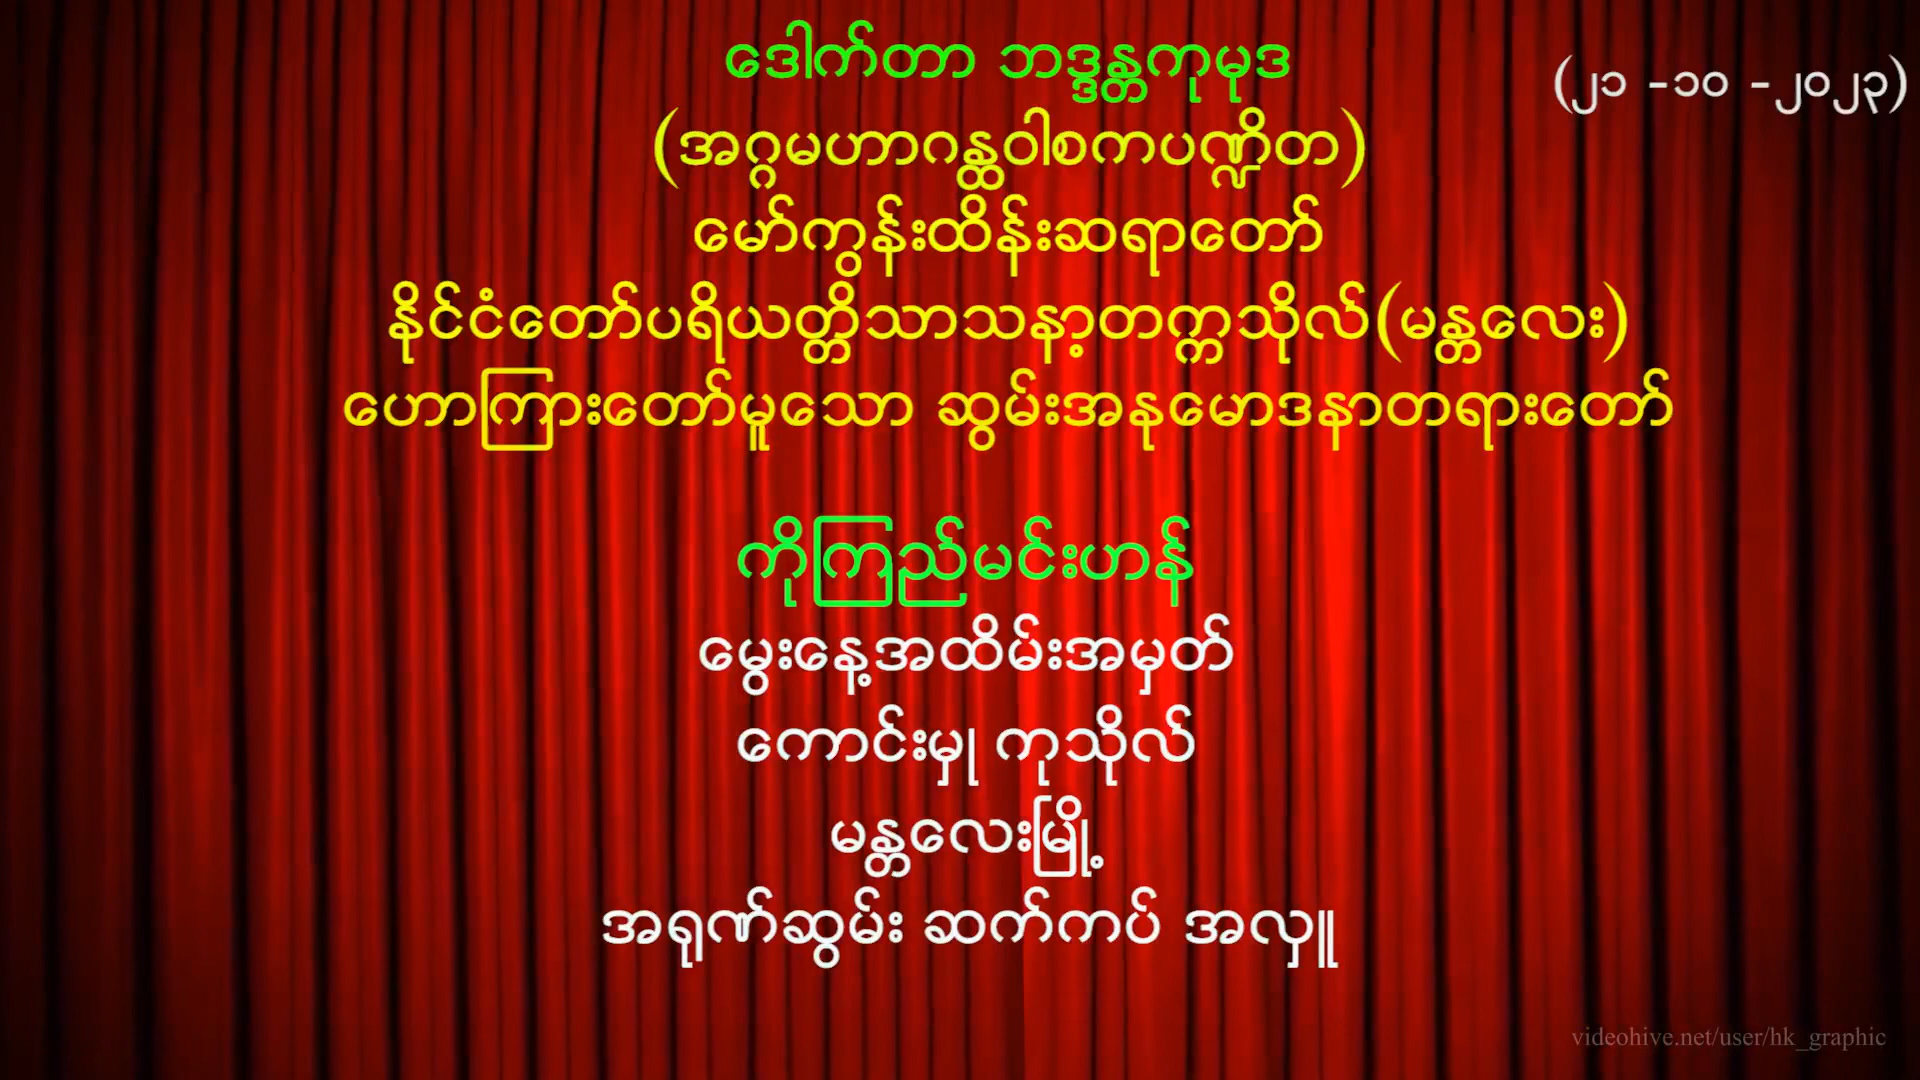 ဒေါက်တာ ဘဒ္ဒန္တကုမုဒ
(၂၁ -၁၀ -၂၀၂၃)
(အဂ္ဂမဟာဂန္ထဝါစကပဏ္ဍိတ)
မော်ကွန်းထိန်းဆရာတော်
နိုင်ငံတော်ပရိယတ္တိသာသနာ့တက္ကသိုလ်(မန္တလေး)
ဟောကြားတော်မူသော ဆွမ်းအနုမောဒနာတရားတော်
ကိုကြည်မင်းဟန်
မွေးနေ့အထိမ်းအမှတ်
ကောင်းမှု ကုသိုလ်
မန္တလေးမြို့
အရုဏ်ဆွမ်း ဆက်ကပ် အလှူ
videohive.net/user/hk_graphic